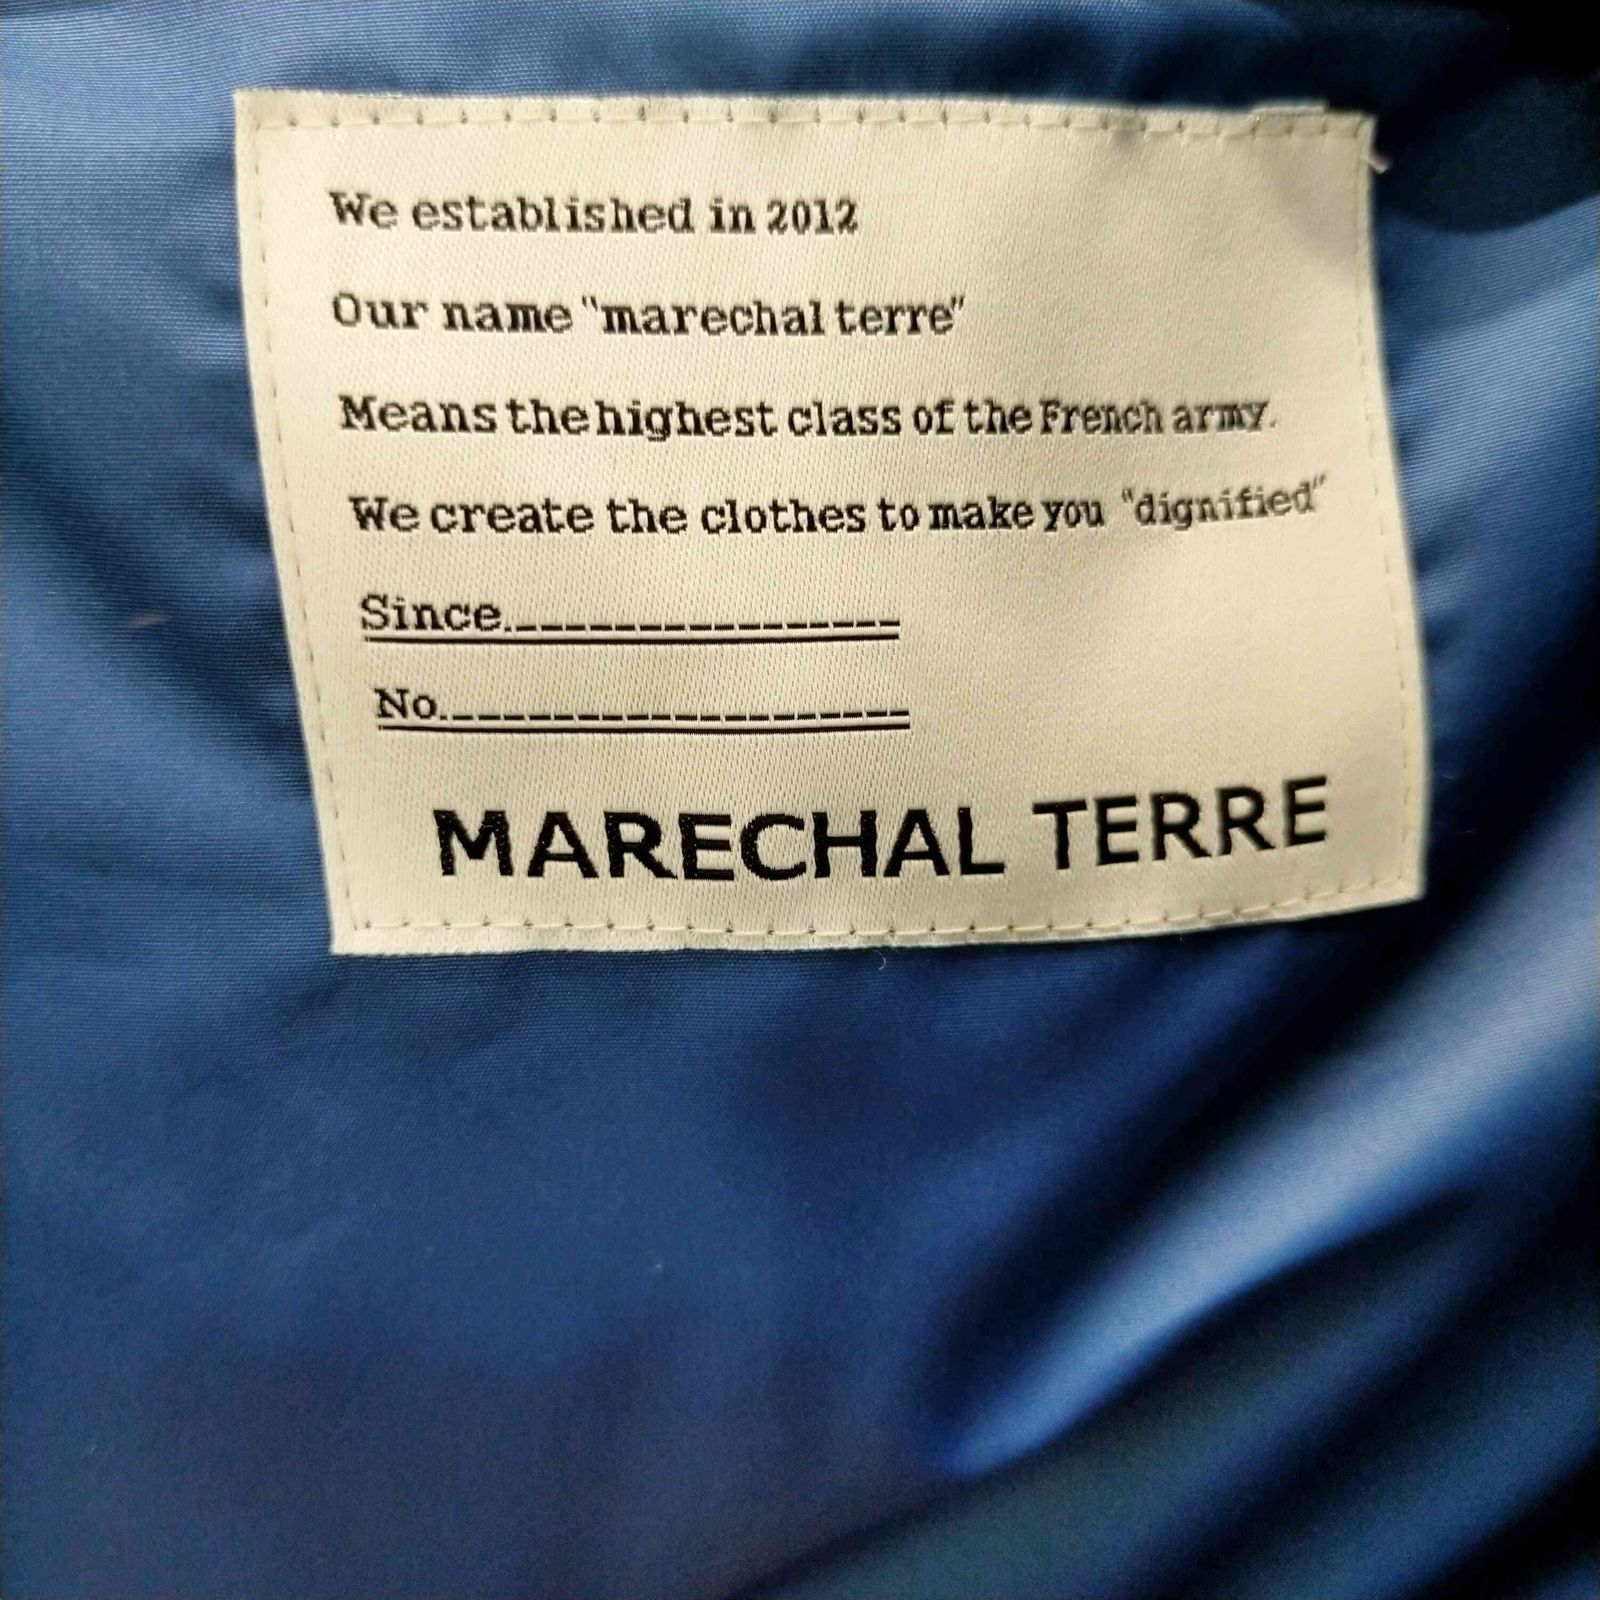 We established in 2012
Our name "marechal terre"
Means the highest class of the French army.
We create the clothes to make you "dignified"
Since
No.
MARECHAL TERRE